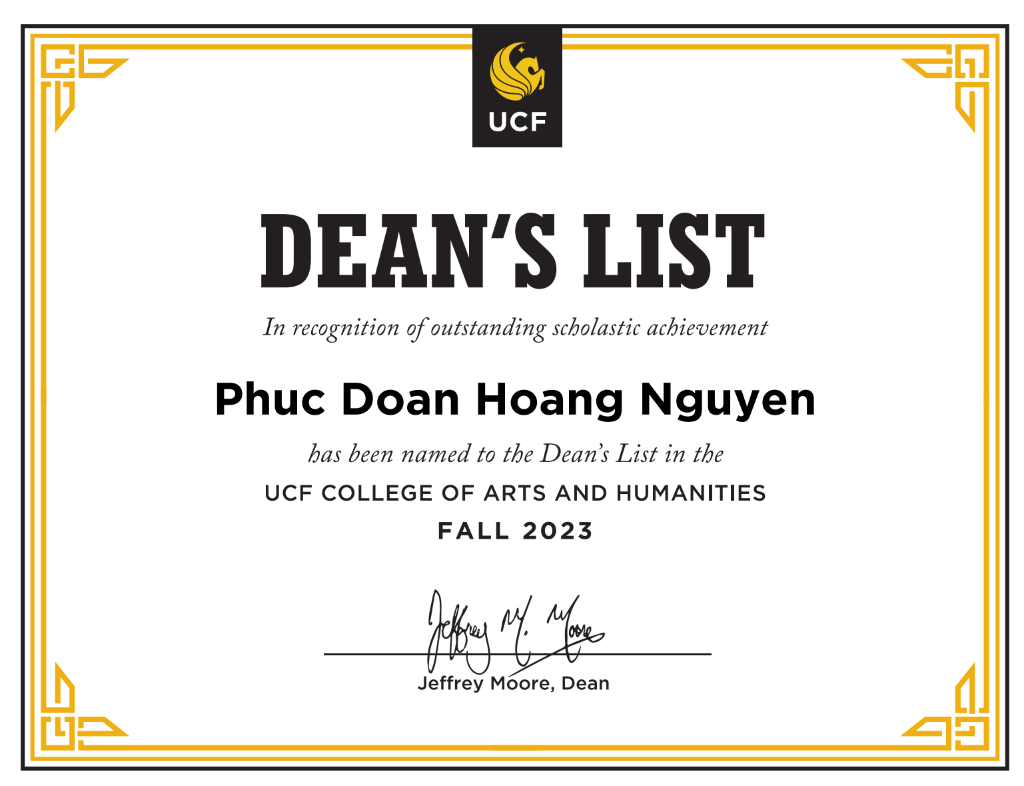 UCF
DEAN'S LIST
In recognition of outstanding scholastic achievement
Phuc Doan Hoang Nguyen
has been named to the Dean's List in the
UCF COLLEGE OF ARTS AND HUMANITIES
FALL 2023
Jeffrey M. Moore
Jeffrey Moore, Dean